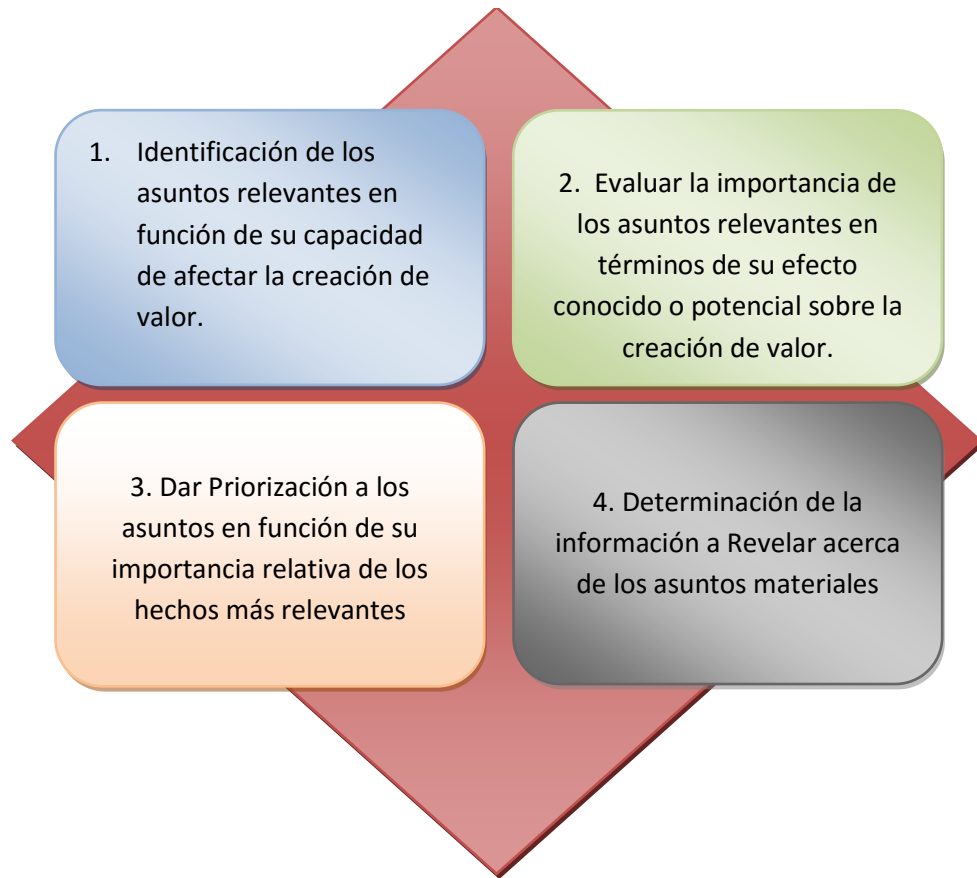 1. Identificación de los
asuntos relevantes en
función de su capacidad
de afectar la creación de
valor.
2. Evaluar la importancia de
los asuntos relevantes en
términos de su efecto
conocido o potencial sobre la
creación de valor.
3. Dar Priorización a los
asuntos en función de su
importancia relativa de los
hechos más relevantes
4. Determinación de la
información a Revelar acerca
de los asuntos materiales